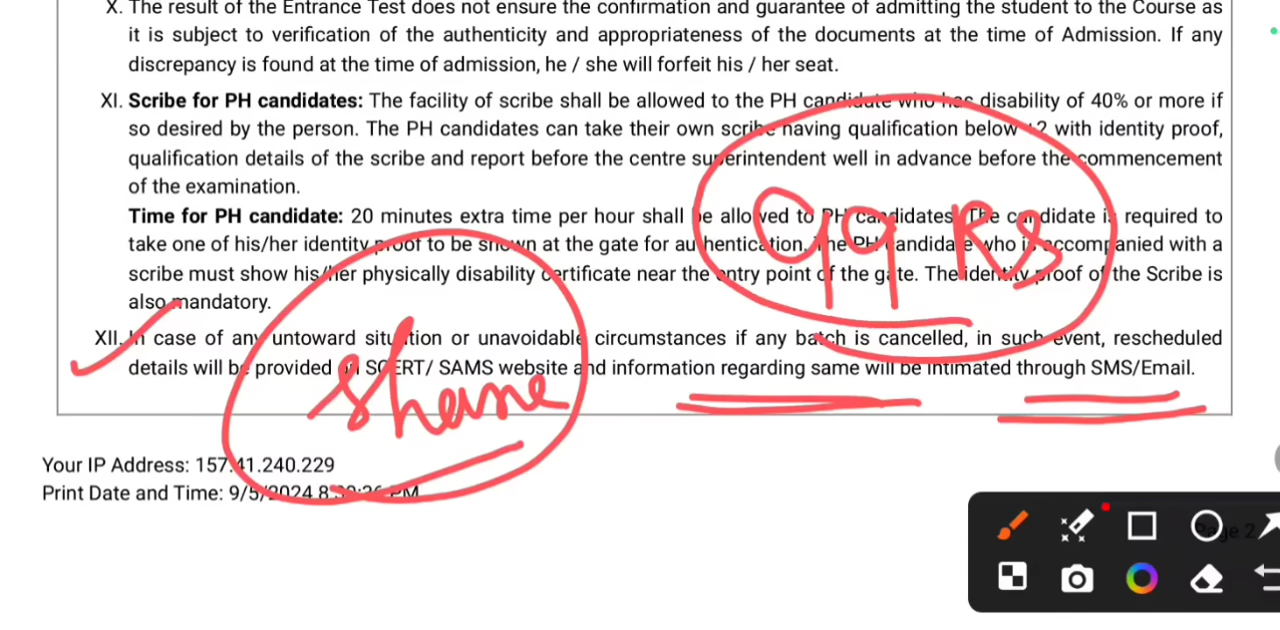 X. The result of the Entrance Test does not ensure the confirmation and guarantee of admitting the student to the Course as
it is subject to verification of the authenticity and appropriateness of the documents at the time of Admission. If any
discrepancy is found at the time of admission, he / she will forfeit his / her seat.
XI. Scribe for PH candidates: The facility of scribe shall be allowed to the PH candidate who has disability of 40% or more if
so desired by the person. The PH candidates can take their own scribe having qualification below +2 with identity proof,
qualification details of the scribe and report before the centre superintendent well in advance before the commencement
of the examination.
Time for PH candidate: 20 minutes extra time per hour shall be allowed to PH candidates. The candidate is required to
take one of his/her identity proof to be shown at the gate for authentication. The PH candidate who is accompanied with a
scribe must show his/her physically disability certificate near the entry point of the gate. The identity proof of the Scribe is
also mandatory.
99 RS
XII. In case of any untoward situation or unavoidable circumstances if any batch is cancelled, in such event, rescheduled
details will be provided in SCERT/ SAMS website and information regarding same will be intimated through SMS/Email.
Your IP Address: 157.41.240.229
Print Date and Time: 9/5/2024 8 PM